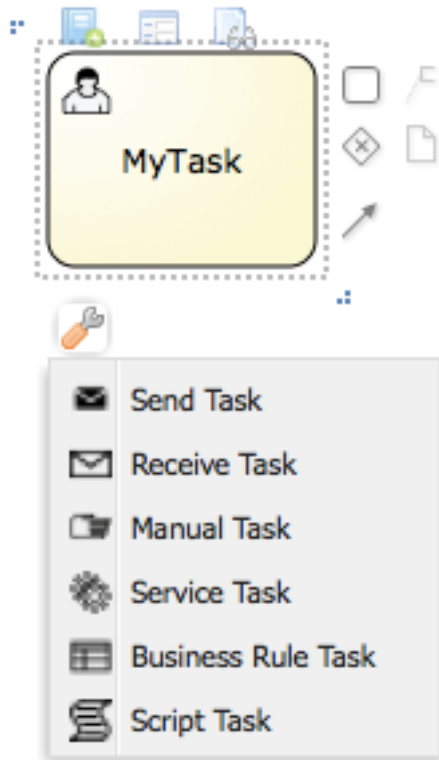 MyTask
Send Task
Receive Task
Manual Task
Service Task
Business Rule Task
Script Task